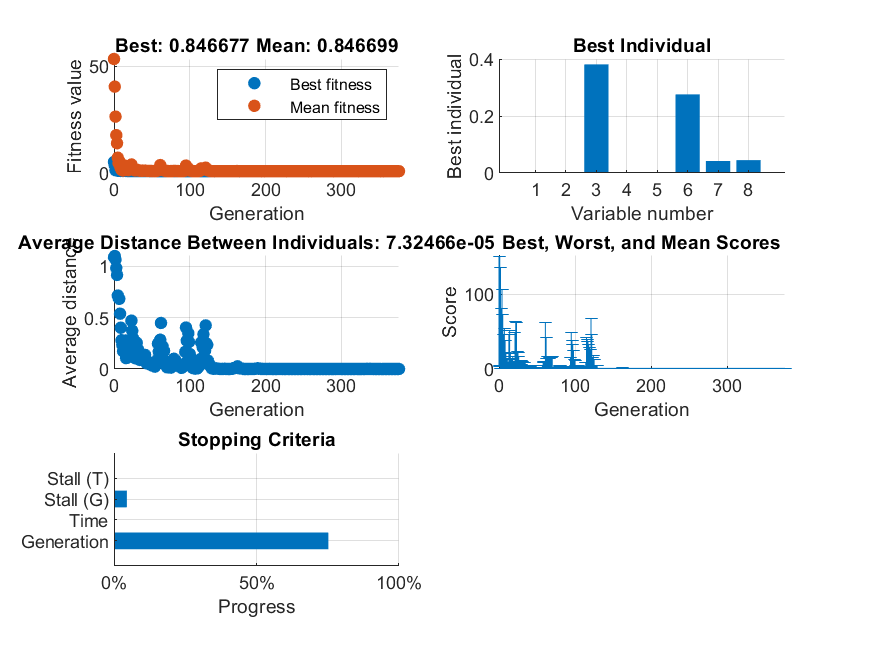 Best: 0.846677 Mean: 0.846699
Fitness value
50
0
Best fitness
Mean fitness
0 100 200 300
Generation
Best Individual
Best individual
0.4
0.2
0
1 2 3 4 5 6 7 8
Variable number
Average Distance Between Individuals: 7.32466e-05
Average distance
1
0.5
0
0 100 200 300
Generation
Best, Worst, and Mean Scores
Score
100
0
0 100 200 300
Generation
Stopping Criteria
Stall (T)
Stall (G)
Time
Generation
0% 50% 100%
Progress